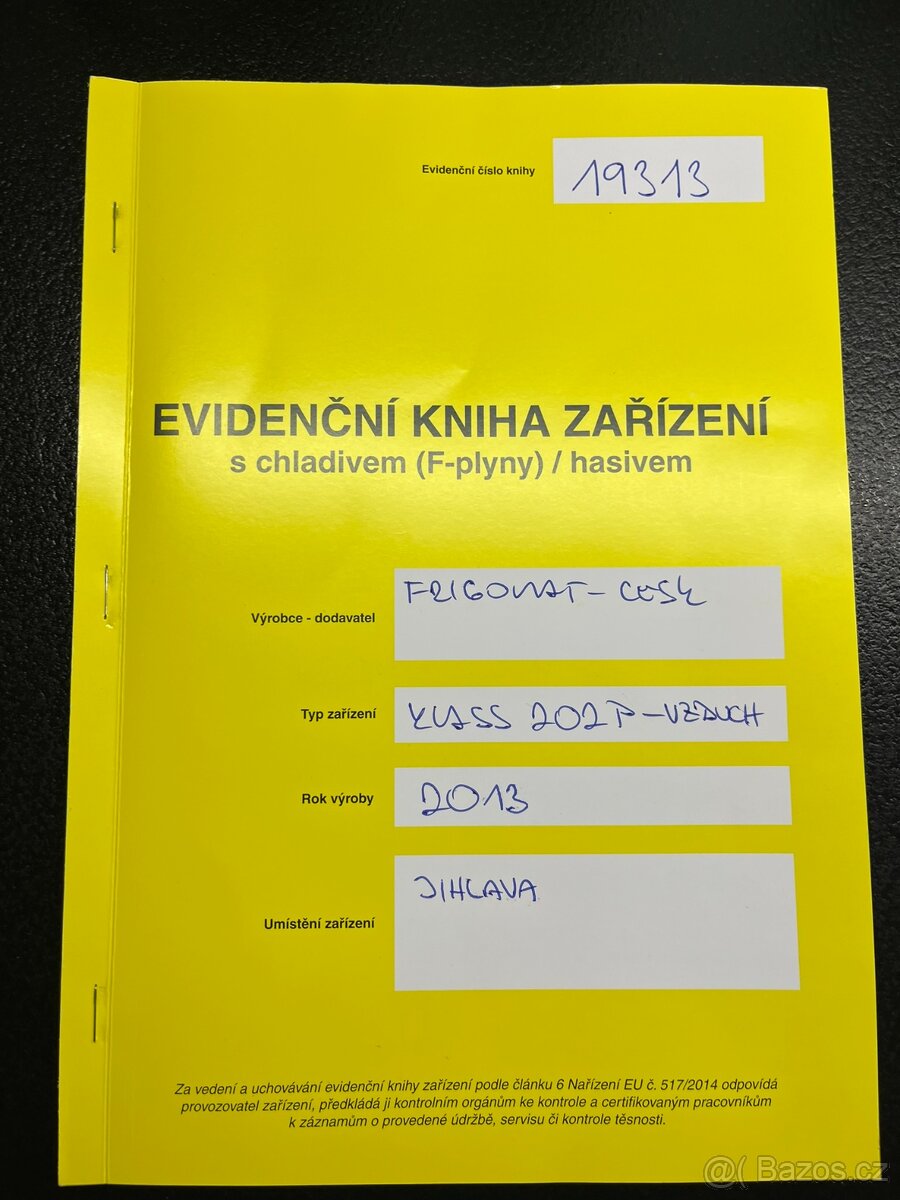 Evidenční číslo knihy 19313
EVIDENČNÍ KNIHA ZAŘÍZENÍ
s chladivem (F-plyny) / hasivem
Výrobce - dodavatel FRIGOMAT -
Typ zařízení KLASS 202P - VZDUCH
Rok výroby 2013
Umístění zařízení JIHLAVA
Za vedení a uchovávání evidenční knihy zařízení podle článku 6 Nařízení EU č. 517/2014 odpovídá
provozovatel zařízení, předkládá ji kontrolním orgánům ke kontrole a certifikovaným pracovníkům
k záznamům o provedené údržbě, servisu či kontrole těsnosti.
@( Bazos.cz